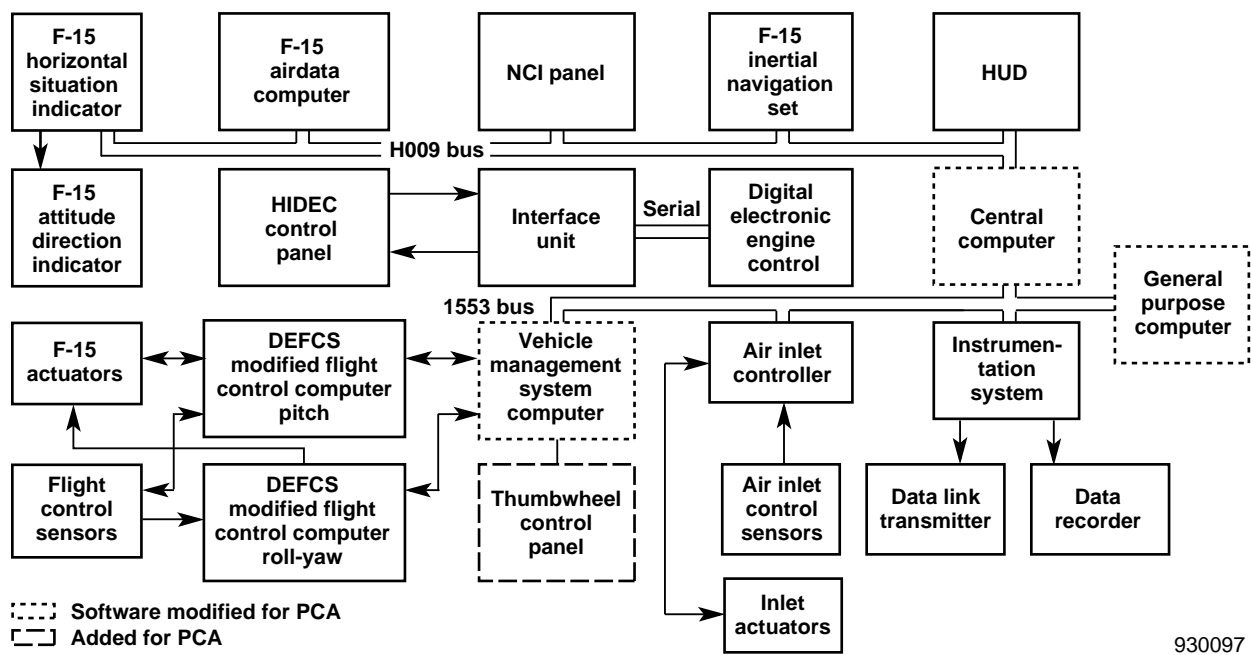 F-15
horizontal
situation
indicator
F-15
airdata
computer
NCI panel
F-15
inertial
navigation
set
HUD
H009 bus
F-15
attitude
direction
indicator
HIDEC
control
panel
Interface
unit
Serial
Digital
electronic
engine
control
Central
computer
General
purpose
computer
1553 bus
F-15
actuators
DEFCS
modified flight
control computer
pitch
Vehicle
management
system
computer
Air inlet
controller
Instrumen-
tation
system
Flight
control
sensors
DEFCS
modified flight
control computer
roll-yaw
Thumbwheel
control
panel
Air inlet
control
sensors
Data link
transmitter
Data
recorder
Inlet
actuators
Software modified for PCA
Added for PCA
930097